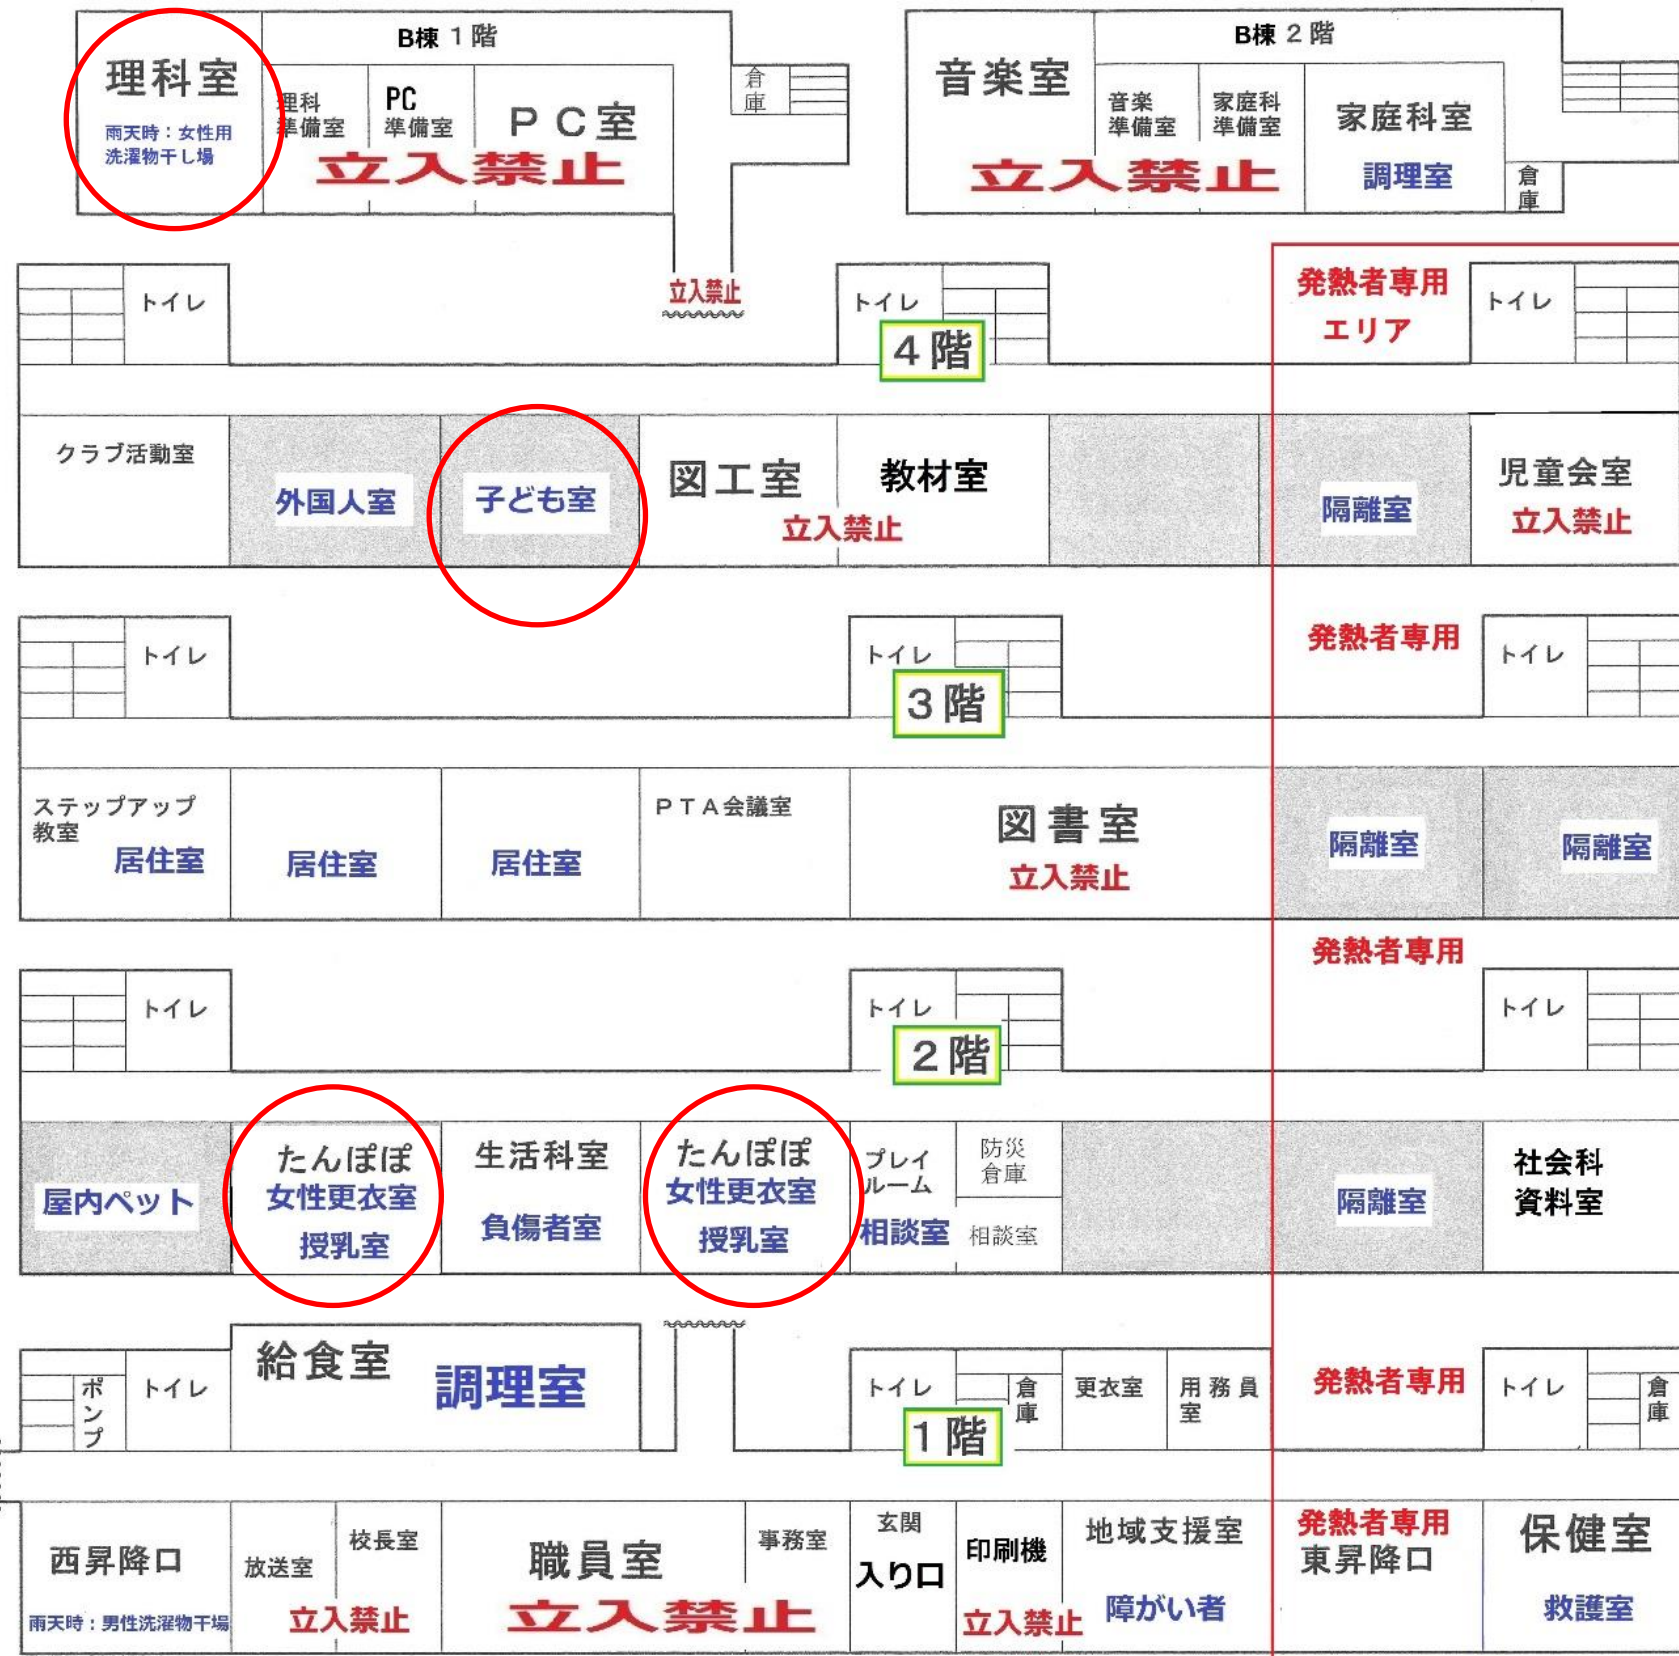 B棟 1階
理科室
雨天時：女性用
洗濯物干し場
理科
準備室
PC
準備室
ＰＣ室
立入禁止
倉
庫
立入禁止
B棟 2階
音楽室
音楽
準備室
家庭科
準備室
家庭科室
調理室
立入禁止
倉
庫
トイレ
トイレ
4階
発熱者専用
エリア
トイレ
クラブ活動室
外国人室
子ども室
図工室
教材室
立入禁止
隔離室
児童会室
立入禁止
トイレ
トイレ
3階
発熱者専用
トイレ
ステップアップ
教室
居住室
居住室
居住室
ＰＴＡ会議室
図書室
立入禁止
隔離室
隔離室
発熱者専用
トイレ
トイレ
2階
トイレ
屋内ペット
たんぽぽ
女性更衣室
授乳室
生活科室
負傷者室
たんぽぽ
女性更衣室
授乳室
プレイ
ルーム
相談室
防災
倉庫
相談室
隔離室
社会科
資料室
ポンプ
トイレ
給食室
調理室
トイレ
倉
庫
1階
更衣室
用務員
室
発熱者専用
トイレ
倉
庫
西昇降口
雨天時：男性洗濯物干場
放送室
校長室
立入禁止
職員室
事務室
立入禁止
玄関
入り口
印刷機
立入禁止
地域支援室
障がい者
発熱者専用
東昇降口
保健室
救護室